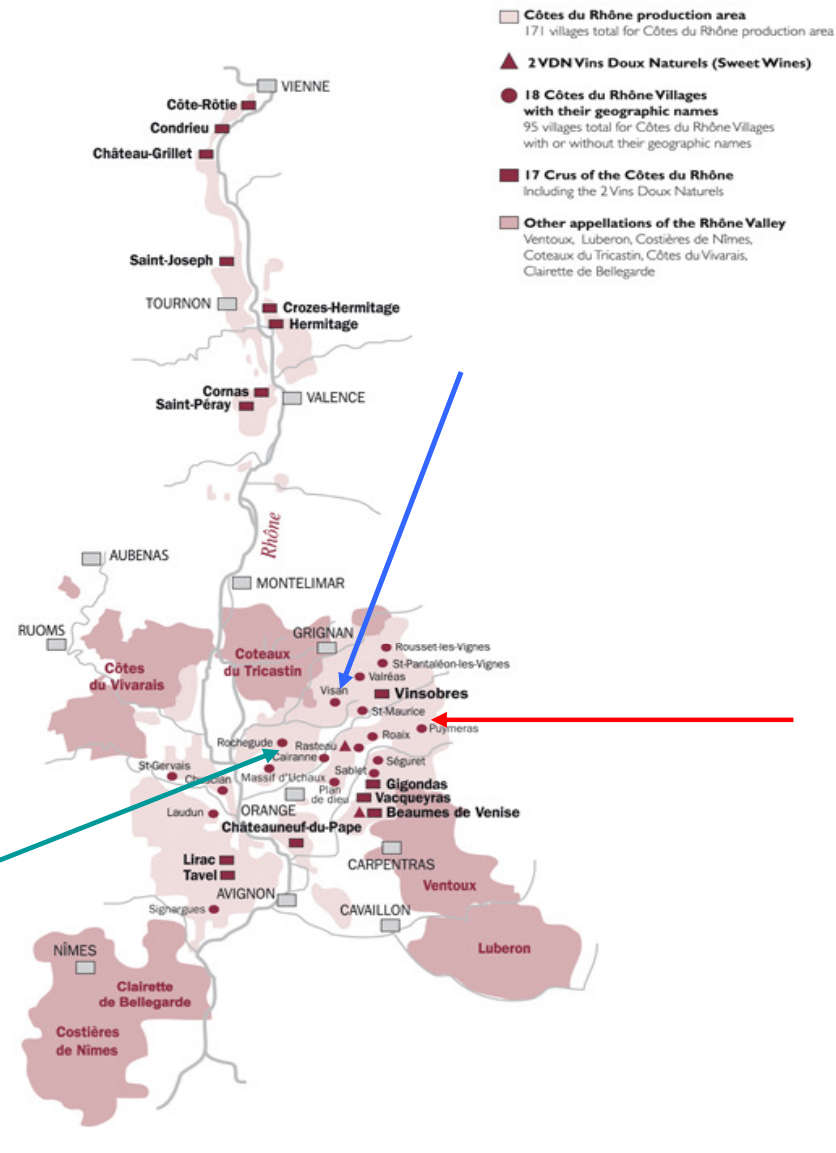 Côtes du Rhône production area
171 villages total for Côtes du Rhône production area
2 VDN Vins Doux Naturels (Sweet Wines)
18 Côtes du Rhône Villages
with their geographic names
95 villages total for Côtes du Rhône Villages
with or without their geographic names
17 Crus of the Côtes du Rhône
Including the 2 Vins Doux Naturels
Other appellations of the Rhône Valley
Ventoux, Luberon, Costières de Nîmes,
Coteaux du Tricastin, Côtes du Vivarais,
Clairette de Bellegarde
VIENNE
Côte-Rôtie
Condrieu
Château-Grillet
Saint-Joseph
TOURNON
Crozes-Hermitage
Hermitage
Cornas
Saint-Péray
VALENCE
Rhône
AUBENAS
MONTELIMAR
RUOMS
GRIGNAN
Côtes
du Vivarais
Coteaux
du Tricastin
Rousset-les-Vignes
St-Pantaléon-les-Vignes
Valréas
Visan
Vinsobres
St-Maurice
Puymeras
Roaix
Rochegude
Rasteau
Cairanne
Séguret
St-Gervais
Chusclan
Massif d'Uchaux
Sablet
Plan
de dieu
Gigondas
Vacqueyras
Beaumes de Venise
Laudun
ORANGE
Châteauneuf-du-Pape
Lirac
Tavel
CARPENTRAS
Ventoux
AVIGNON
CAVAILLON
Signargues
Luberon
NÎMES
Clairette
de Bellegarde
Costières
de Nîmes